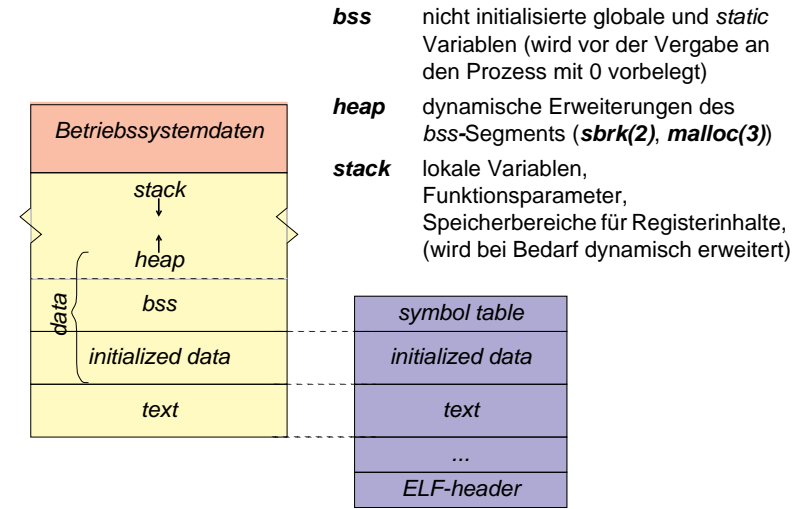 bss nicht initialisierte globale und static
Variablen (wird vor der Vergabe an
den Prozess mit 0 vorbelegt)
heap dynamische Erweiterungen des
bss-Segments (sbrk(2), malloc(3))
stack lokale Variablen,
Funktionsparameter,
Speicherbereiche für Registerinhalte,
(wird bei Bedarf dynamisch erweitert)
Betriebssystemdaten
stack
heap
data
bss
initialized data
text
symbol table
initialized data
text
...
ELF-header